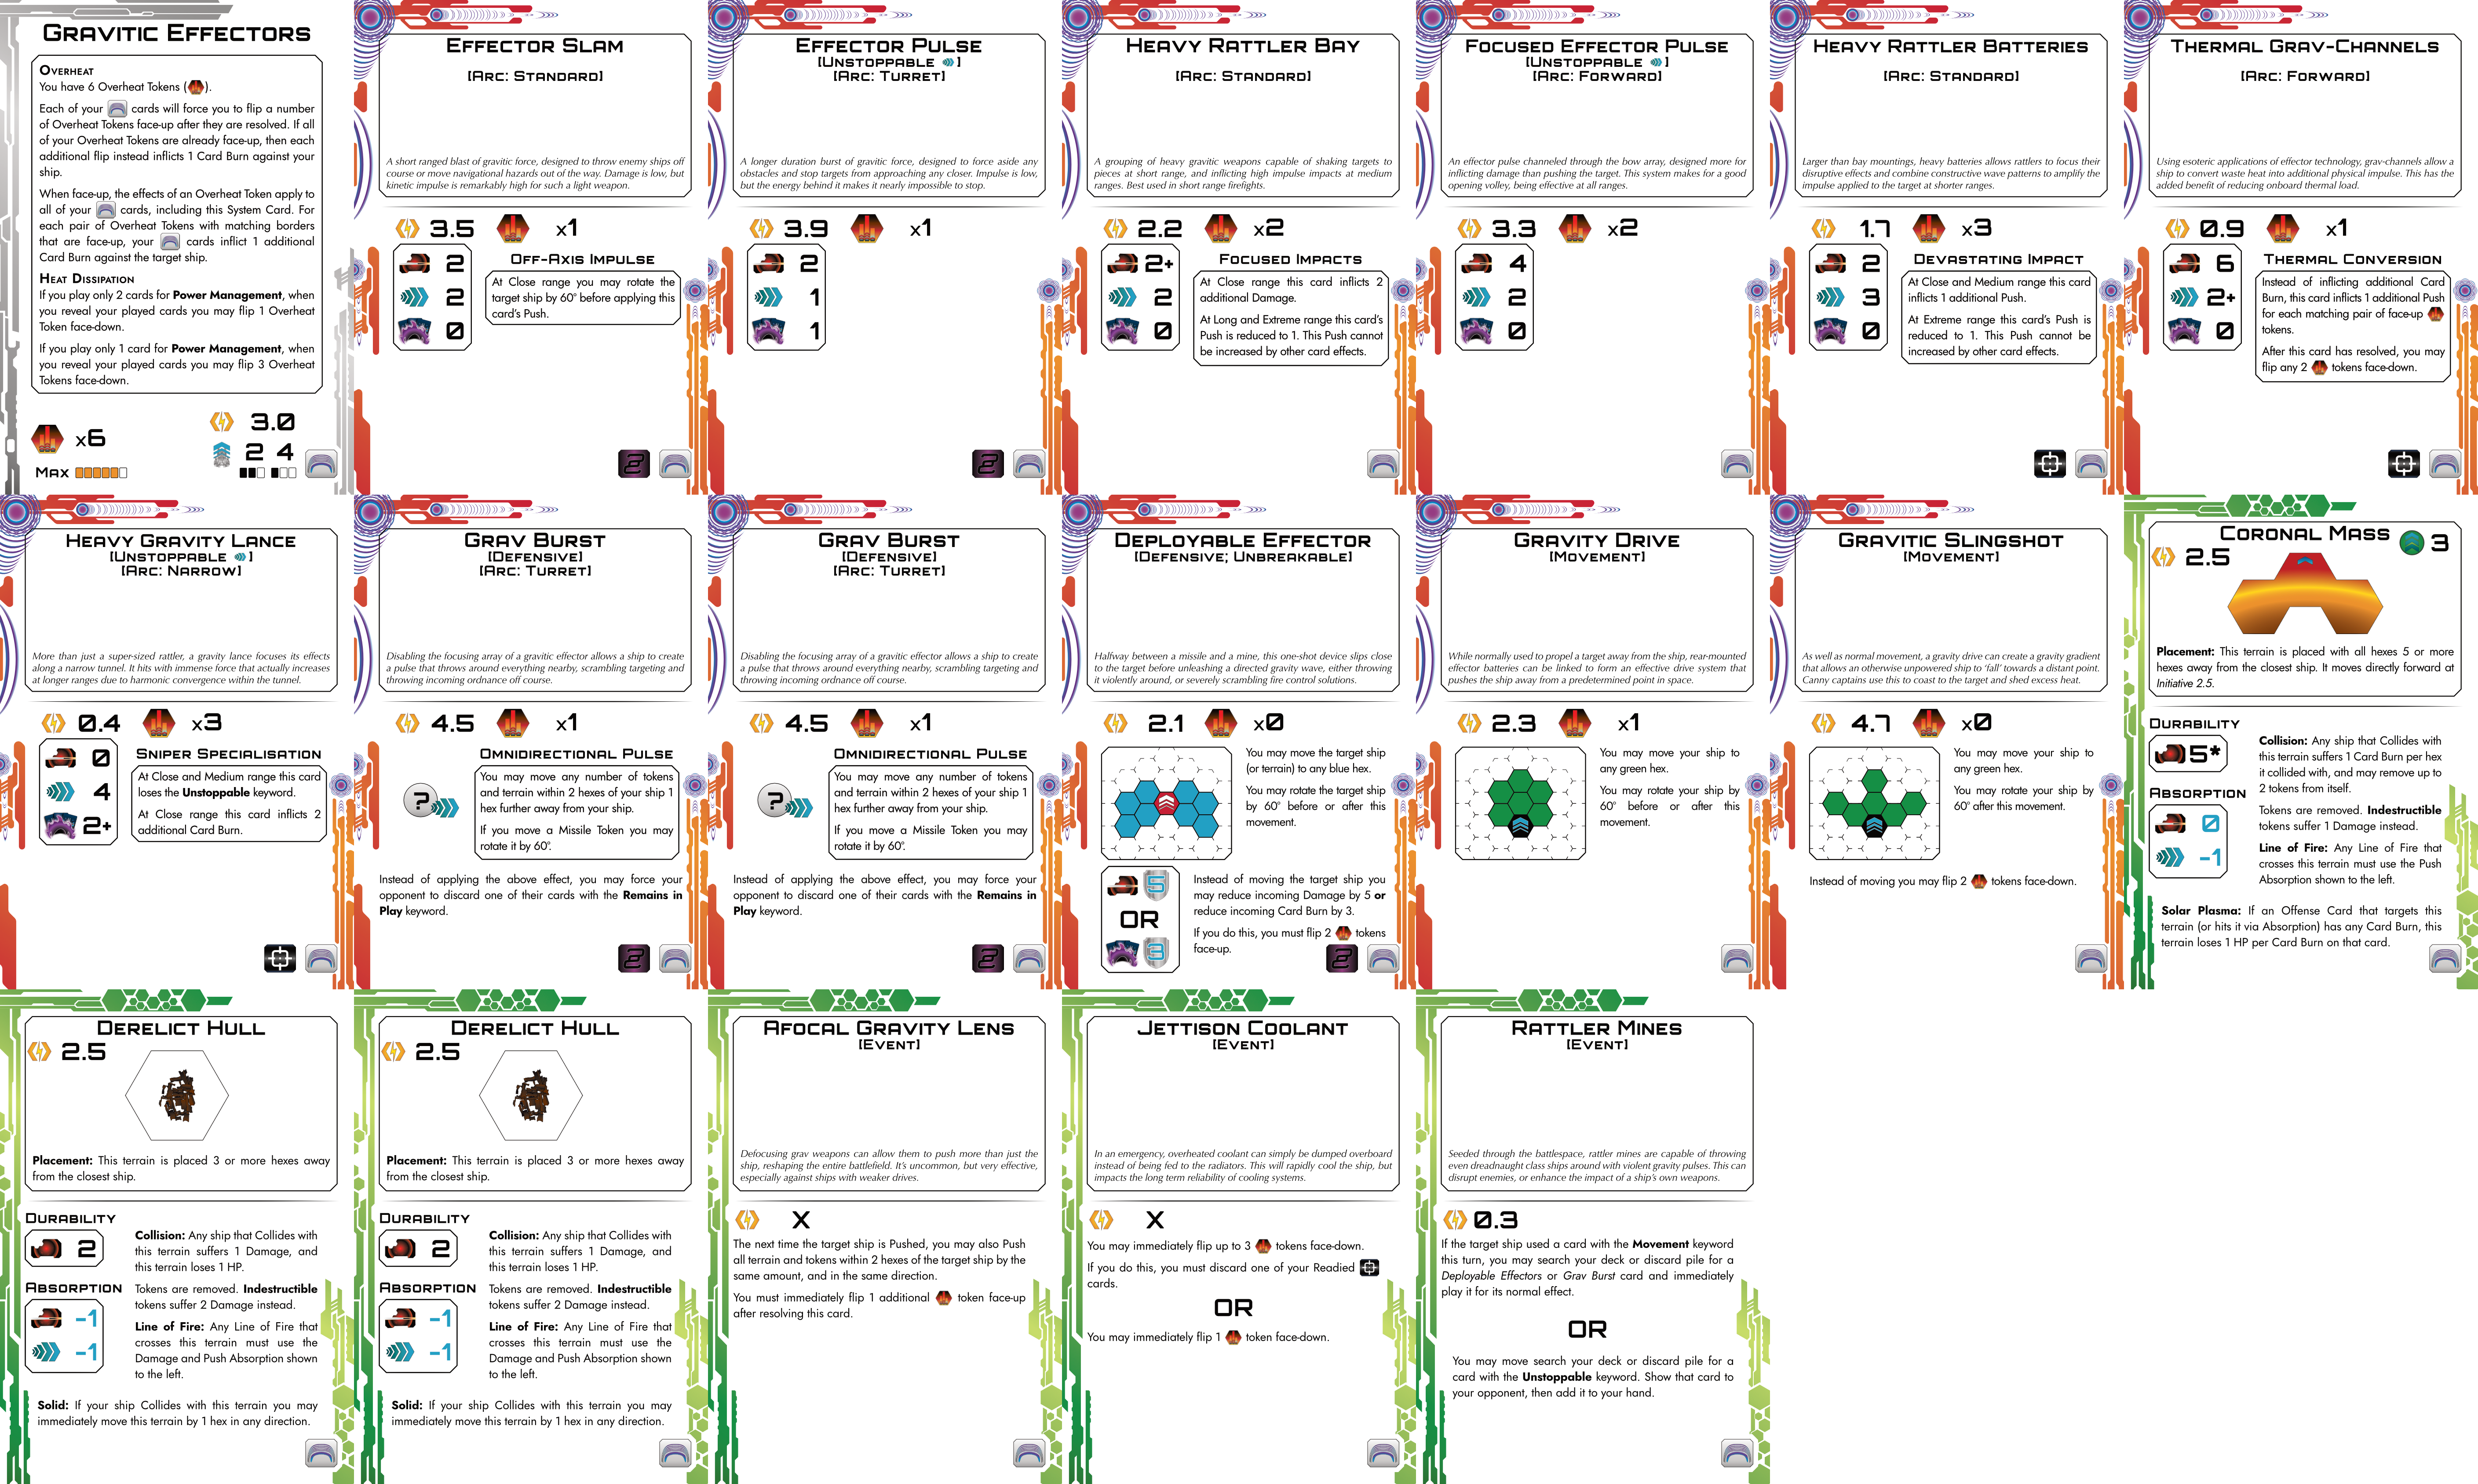 Gravitic Effectors
Overheat
You have 6 Overheat Tokens ( ).
Each of your cards will force you to flip a number
of Overheat Tokens face-up after they are resolved. If all
of your Overheat Tokens are already face-up, then each
additional flip instead inflicts 1 Card Burn against your
ship.
When face-up, the effects of an Overheat Token apply to
all of your cards, including this System Card. For
each pair of Overheat Tokens with matching borders
that are face-up, your cards inflict 1 additional
Card Burn against the target ship.
Heat Dissipation
If you play only 2 cards for Power Management, when
you reveal your played cards you may flip 1 Overheat
Token face-down.
If you play only 1 card for Power Management, when
you reveal your played cards you may flip 3 Overheat
Tokens face-down.
x6
3.0
2 4
Max
Effector Slam
[Arc: Standard]
A short ranged blast of gravitic force, designed to throw enemy ships off
course or move navigational hazards out of the way. Damage is low, but
kinetic impulse is remarkably high for such a light weapon.
3.5 x1
2
2
0
Off-Axis Impulse
At Close range you may rotate the
target ship by 60° before applying this
card's Push.
2
Effector Pulse
[Unstoppable ]
[Arc: Turret]
A longer duration burst of gravitic force, designed to force aside any
obstacles and stop targets from approaching any closer. Impulse is low,
but the energy behind it makes it nearly impossible to stop.
3.9 x1
2
1
1
2
Heavy Rattler Bay
[Arc: Standard]
A grouping of heavy gravitic weapons capable of shaking targets to
pieces at short range, and inflicting high impulse impacts at medium
ranges. Best used in short range firefights.
2.2 x2
2+
2
0
Focused Impacts
At Close range this card inflicts 2
additional Damage.
At Long and Extreme range this card's
Push is reduced to 1. This Push cannot
be increased by other card effects.
Focused Effector Pulse
[Unstoppable ]
[Arc: Forward]
An effector pulse channeled through the bow array, designed more for
inflicting damage than pushing the target. This system makes for a good
opening volley, being effective at all ranges.
3.3 x2
4
2
0
Heavy Rattler Batteries
[Arc: Standard]
Larger than bay mountings, heavy batteries allows rattlers to focus their
disruptive effects and combine constructive wave patterns to amplify the
impulse applied to the target at shorter ranges.
1.7 x3
2
3
0
Devastating Impact
At Close and Medium range this card
inflicts 1 additional Push.
At Extreme range this card's Push is
reduced to 1. This Push cannot be
increased by other card effects.
Thermal Grav-Channels
[Arc: Forward]
Using esoteric applications of effector technology, grav-channels allow a
ship to convert waste heat into additional physical impulse. This has the
added benefit of reducing onboard thermal load.
0.9 x1
6
2+
0
Thermal Conversion
Instead of inflicting additional Card
Burn, this card inflicts 1 additional Push
for each matching pair of face-up
tokens.
After this card has resolved, you may
flip any 2 tokens face-down.
Heavy Gravity Lance
[Unstoppable ]
[Arc: Narrow]
More than just a super-sized rattler, a gravity lance focuses its effects
along a narrow tunnel. It hits with immense force that actually increases
at longer ranges due to harmonic convergence within the tunnel.
0.4 x3
0
4
2+
Sniper Specialisation
At Close and Medium range this card
loses the Unstoppable keyword.
At Close range this card inflicts 2
additional Card Burn.
Grav Burst
[Defensive]
[Arc: Turret]
Disabling the focusing array of a gravitic effector allows a ship to create
a pulse that throws around everything nearby, scrambling targeting and
throwing incoming ordnance off course.
4.5 x1
?
Omnidirectional Pulse
You may move any number of tokens
and terrain within 2 hexes of your ship 1
hex further away from your ship.
If you move a Missile Token you may
rotate it by 60°.
Instead of applying the above effect, you may force your
opponent to discard one of their cards with the Remains in
Play keyword.
2
Grav Burst
[Defensive]
[Arc: Turret]
Disabling the focusing array of a gravitic effector allows a ship to create
a pulse that throws around everything nearby, scrambling targeting and
throwing incoming ordnance off course.
4.5 x1
?
Omnidirectional Pulse
You may move any number of tokens
and terrain within 2 hexes of your ship 1
hex further away from your ship.
If you move a Missile Token you may
rotate it by 60°.
Instead of applying the above effect, you may force your
opponent to discard one of their cards with the Remains in
Play keyword.
2
Deployable Effector
[Defensive; Unbreakable]
Halfway between a missile and a mine, this one-shot device slips close
to the target before unleashing a directed gravity wave, either throwing
it violently around, or severely scrambling fire control solutions.
2.1 x0
You may move the target ship
(or terrain) to any blue hex.
You may rotate the target ship
by 60° before or after this
movement.
5
OR
3
Instead of moving the target ship you
may reduce incoming Damage by 5 or
reduce incoming Card Burn by 3.
If you do this, you must flip 2 tokens
face-up.
2
Gravity Drive
[Movement]
While normally used to propel a target away from the ship, rear-mounted
effector batteries can be linked to form an effective drive system that
pushes the ship away from a predetermined point in space.
2.3 x1
You may move your ship to
any green hex.
You may rotate your ship by
60° before or after this
movement.
Gravitic Slingshot
[Movement]
As well as normal movement, a gravity drive can create a gravity gradient
that allows an otherwise unpowered ship to 'fall' towards a distant point.
Canny captains use this to coast to the target and shed excess heat.
4.7 x0
You may move your ship to
any green hex.
You may rotate your ship by
60° after this movement.
Instead of moving you may flip 2 tokens face-down.
Coronal Mass
2.5
3
Placement: This terrain is placed with all hexes 5 or more
hexes away from the closest ship. It moves directly forward at
Initiative 2.5.
Durability
5*
Absorption
0
-1
Collision: Any ship that Collides with
this terrain suffers 1 Card Burn per hex
it collided with, and may remove up to
2 tokens from itself.
Tokens are removed. Indestructible
tokens suffer 1 Damage instead.
Line of Fire: Any Line of Fire that
crosses this terrain must use the Push
Absorption shown to the left.
Solar Plasma: If an Offense Card that targets this
terrain (or hits it via Absorption) has any Card Burn, this
terrain loses 1 HP per Card Burn on that card.
Derelict Hull
2.5
Placement: This terrain is placed 3 or more hexes away
from the closest ship.
Durability
2
Absorption
-1
-1
Collision: Any ship that Collides with
this terrain suffers 1 Damage, and
this terrain loses 1 HP.
Tokens are removed. Indestructible
tokens suffer 2 Damage instead.
Line of Fire: Any Line of Fire that
crosses this terrain must use the
Damage and Push Absorption shown
to the left.
Solid: If your ship Collides with this terrain you may
immediately move this terrain by 1 hex in any direction.
Derelict Hull
2.5
Placement: This terrain is placed 3 or more hexes away
from the closest ship.
Durability
2
Absorption
-1
-1
Collision: Any ship that Collides with
this terrain suffers 1 Damage, and
this terrain loses 1 HP.
Tokens are removed. Indestructible
tokens suffer 2 Damage instead.
Line of Fire: Any Line of Fire that
crosses this terrain must use the
Damage and Push Absorption shown
to the left.
Solid: If your ship Collides with this terrain you may
immediately move this terrain by 1 hex in any direction.
Afocal Gravity Lens
[Event]
Defocusing grav weapons can allow them to push more than just the
ship, reshaping the entire battlefield. It's uncommon, but very effective,
especially against ships with weaker drives.
X
The next time the target ship is Pushed, you may also Push
all terrain and tokens within 2 hexes of the target ship by the
same amount, and in the same direction.
You must immediately flip 1 additional token face-up
after resolving this card.
Jettison Coolant
[Event]
In an emergency, overheated coolant can simply be dumped overboard
instead of being fed to the radiators. This will rapidly cool the ship, but
impacts the long term reliability of cooling systems.
X
You may immediately flip up to 3 tokens face-down.
If you do this, you must discard one of your Readied
cards.
OR
You may immediately flip 1 token face-down.
Rattler Mines
[Event]
Seeded through the battlespace, rattler mines are capable of throwing
even dreadnaught class ships around with violent gravity pulses. This can
disrupt enemies, or enhance the impact of a ship's own weapons.
0.3
If the target ship used a card with the Movement keyword
this turn, you may search your deck or discard pile for a
Deployable Effectors or Grav Burst card and immediately
play it for its normal effect.
OR
You may move search your deck or discard pile for a
card with the Unstoppable keyword. Show that card to
your opponent, then add it to your hand.